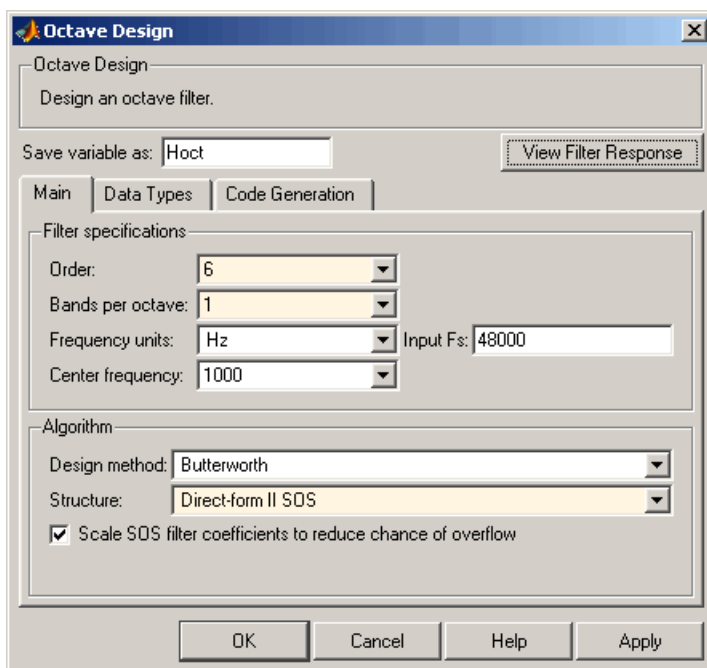 Octave Design
Octave Design
Design an octave filter.
Save variable as: Hoct View Filter Response
Main Data Types Code Generation
Filter specifications
Order: 6
Bands per octave: 1
Frequency units: Hz Input Fs: 48000
Center frequency: 1000
Algorithm
Design method: Butterworth
Structure: Direct-form II SOS
Scale SOS filter coefficients to reduce chance of overflow
OK Cancel Help Apply